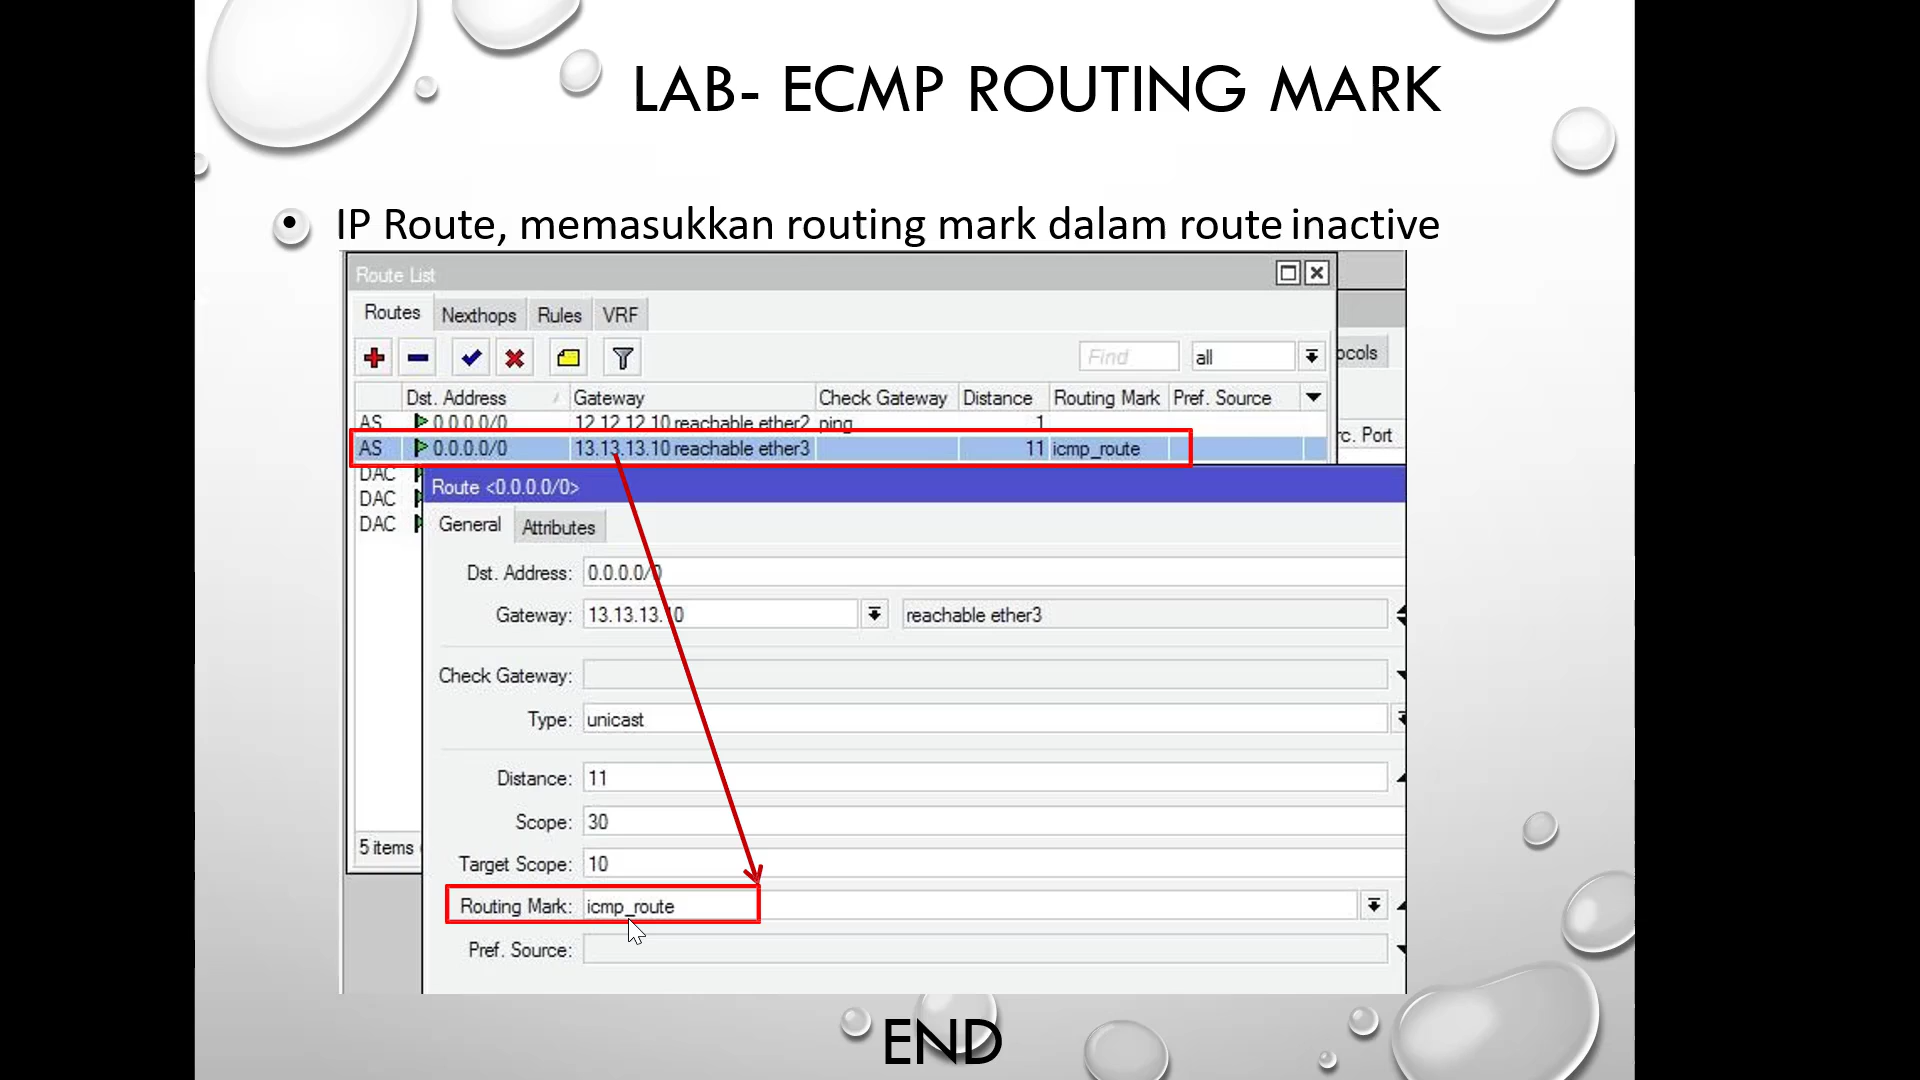 LAB- ECMP ROUTING MARK
• IP Route, memasukkan routing mark dalam route inactive
Route List
Routes Nexthops Rules VRF
Find all
ocols
Dst. Address Gateway Check Gateway Distance Routing Mark Pref. Source
AS 0.0.0.0/0 12.12.12.10 reachable ether2 ping 1
rc. Port
AS 0.0.0.0/0 13.13.13.10 reachable ether3 11 icmp_route
DAC
Route <0.0.0.0/0>
DAC
DAC
General Attributes
Dst. Address: 0.0.0.0/0
Gateway: 13.13.13.10 reachable ether3
Check Gateway:
Type: unicast
Distance: 11
Scope: 30
5 items
Target Scope: 10
Routing Mark: icmp_route
Pref. Source:
END